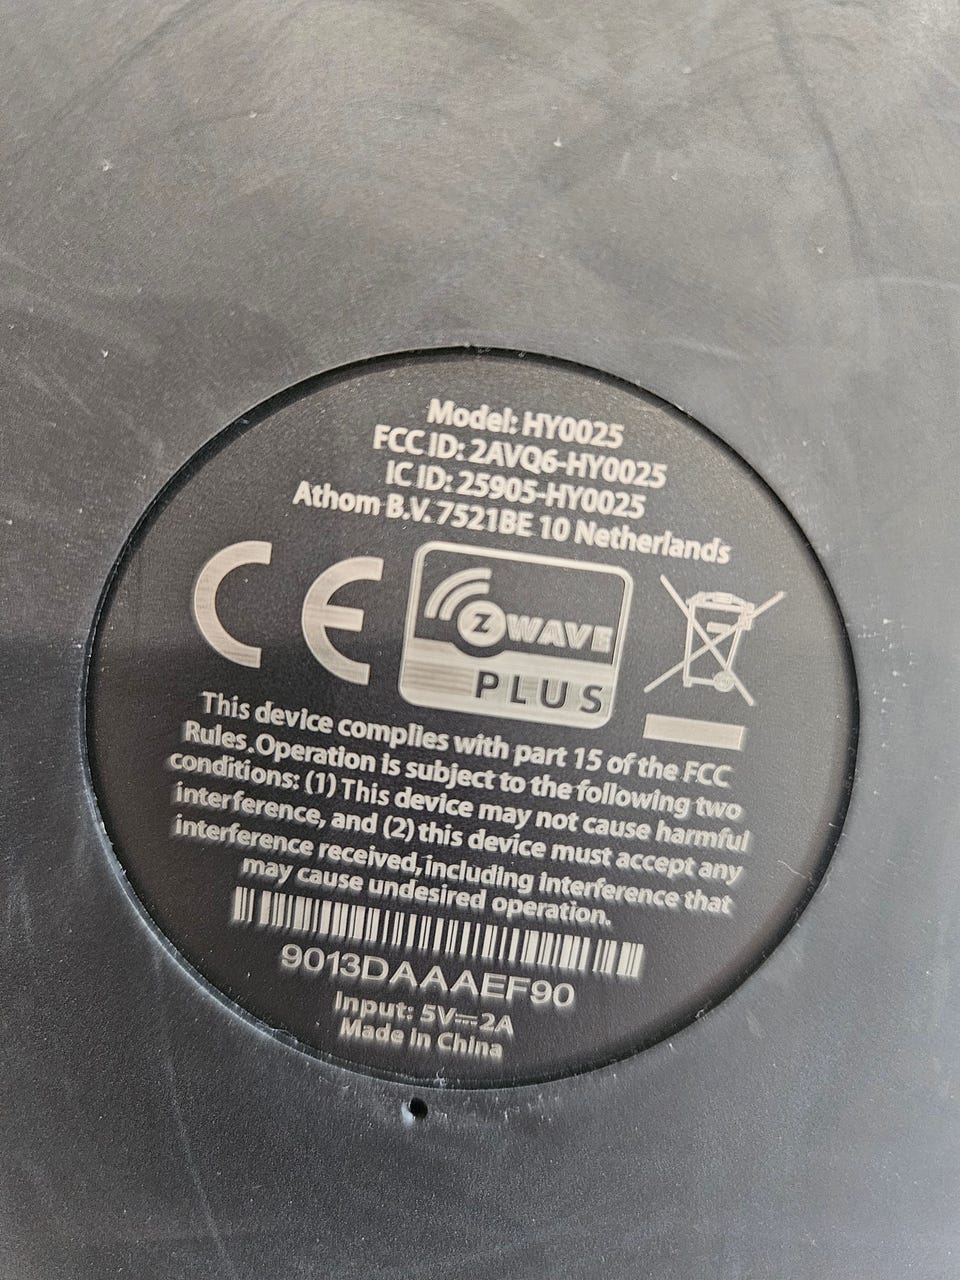 Model: HY0025
FCC ID: 2AVQ6-HY0025
IC ID: 25905-HY0025
Athom B.V. 7521BE 10 Netherlands
CE
Z WAVE
PLUS
This device complies with part 15 of the FCC
Rules.Operation is subject to the following two
conditions: (1) This device may not cause harmful
interference, and (2) this device must accept any
interference received, including interference that
may cause undesired operation.
9013DAAAEF90
Input: 5V⎓2A
Made in China